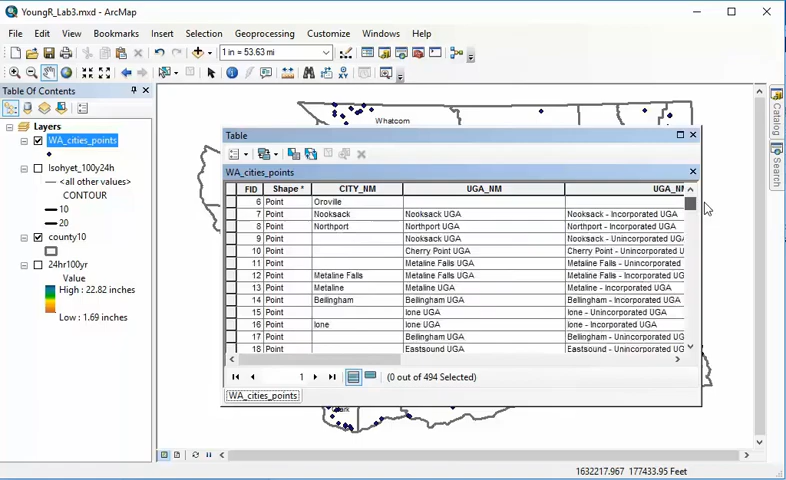 YoungR_Lab3.mxd - ArcMap
File Edit View Bookmarks Insert Selection Geoprocessing Customize Windows Help
1 in = 53.63 mi
Table Of Contents
Layers
WA_cities_points
Isohyet_100y24h
<all other values>
CONTOUR
10
20
county10
24hr100yr
Value
High : 22.82 inches
Low : 1.69 inches
Whatcom
Table
WA_cities_points
FID Shape * CITY_NM UGA_NM UGA_NM
6 Point Oroville
7 Point Nooksack Nooksack UGA Nooksack - Incorporated UGA
8 Point Northport Northport UGA Northport - Incorporated UGA
9 Point Nooksack UGA Nooksack - Unincorporated UGA
10 Point Cherry Point UGA Cherry Point - Unincorporated U
11 Point Metaline Falls UGA Metaline Falls - Unincorporated
12 Point Metaline Falls Metaline Falls UGA Metaline Falls - Incorporated UG
13 Point Metaline Metaline UGA Metaline - Incorporated UGA
14 Point Bellingham Bellingham UGA Bellingham - Incorporated UGA
15 Point Ione UGA Ione - Unincorporated UGA
16 Point Ione Ione UGA Ione - Incorporated UGA
17 Point Bellingham UGA Bellingham - Unincorporated UG
18 Point Eastsound UGA Eastsound - Unincorporated UG
1 (0 out of 494 Selected)
WA_cities_points
Clark
Catalog
Search
1632217.967 177433.95 Feet